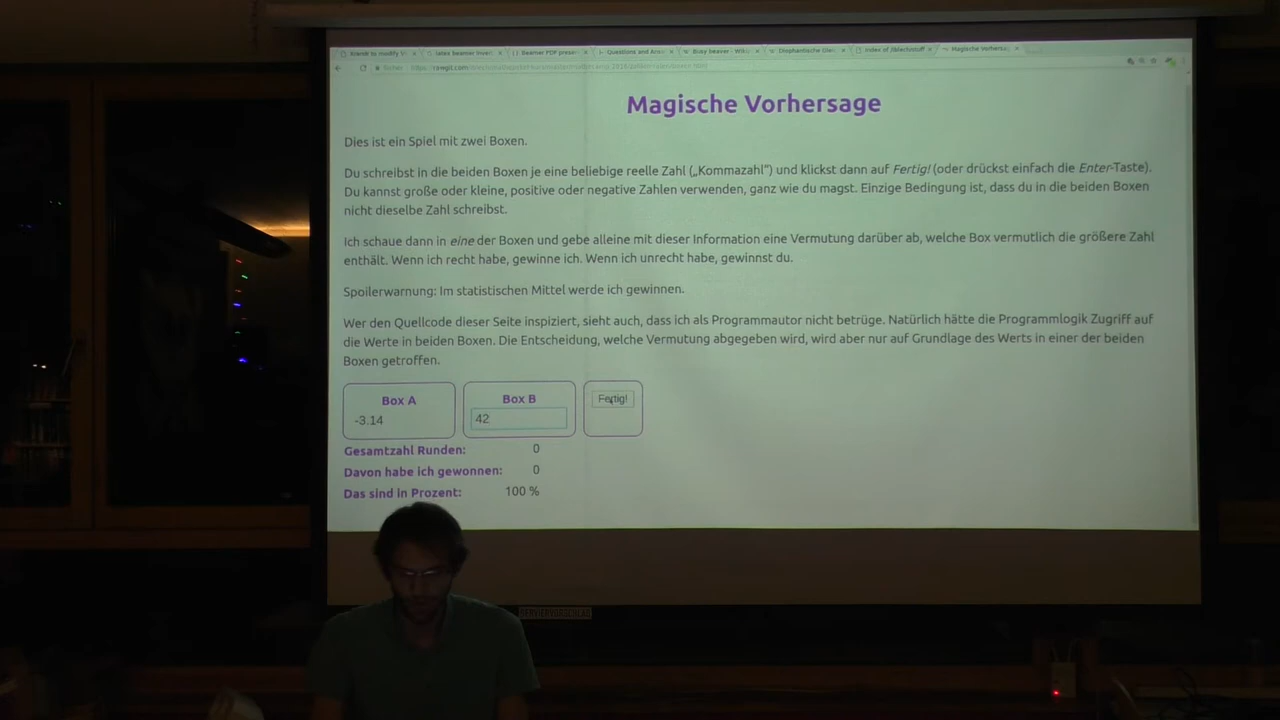 Questions and Ans
Busy beaver - Wiki
Magische Vorhersa
Magische Vorhersage
Dies ist ein Spiel mit zwei Boxen.
Du schreibst in die beiden Boxen je eine beliebige reelle Zahl („Kommazahl“) und klickst dann auf Fertig! (oder drückst einfach die Enter-Taste).
Du kannst große oder kleine, positive oder negative Zahlen verwenden, ganz wie du magst. Einzige Bedingung ist, dass du in die beiden Boxen
nicht dieselbe Zahl schreibst.
Ich schaue dann in eine der Boxen und gebe alleine mit dieser Information eine Vermutung darüber ab, welche Box vermutlich die größere Zahl
enthält. Wenn ich recht habe, gewinne ich. Wenn ich unrecht habe, gewinnst du.
Spoilerwarnung: Im statistischen Mittel werde ich gewinnen.
Wer den Quellcode dieser Seite inspiziert, sieht auch, dass ich als Programmautor nicht betrüge. Natürlich hätte die Programmlogik Zugriff auf
die Werte in beiden Boxen. Die Entscheidung, welche Vermutung abgegeben wird, wird aber nur auf Grundlage des Werts in einer der beiden
Boxen getroffen.
Box A
-3.14
Box B
42
Fertig!
Gesamtzahl Runden: 0
Davon habe ich gewonnen: 0
Das sind in Prozent: 100 %